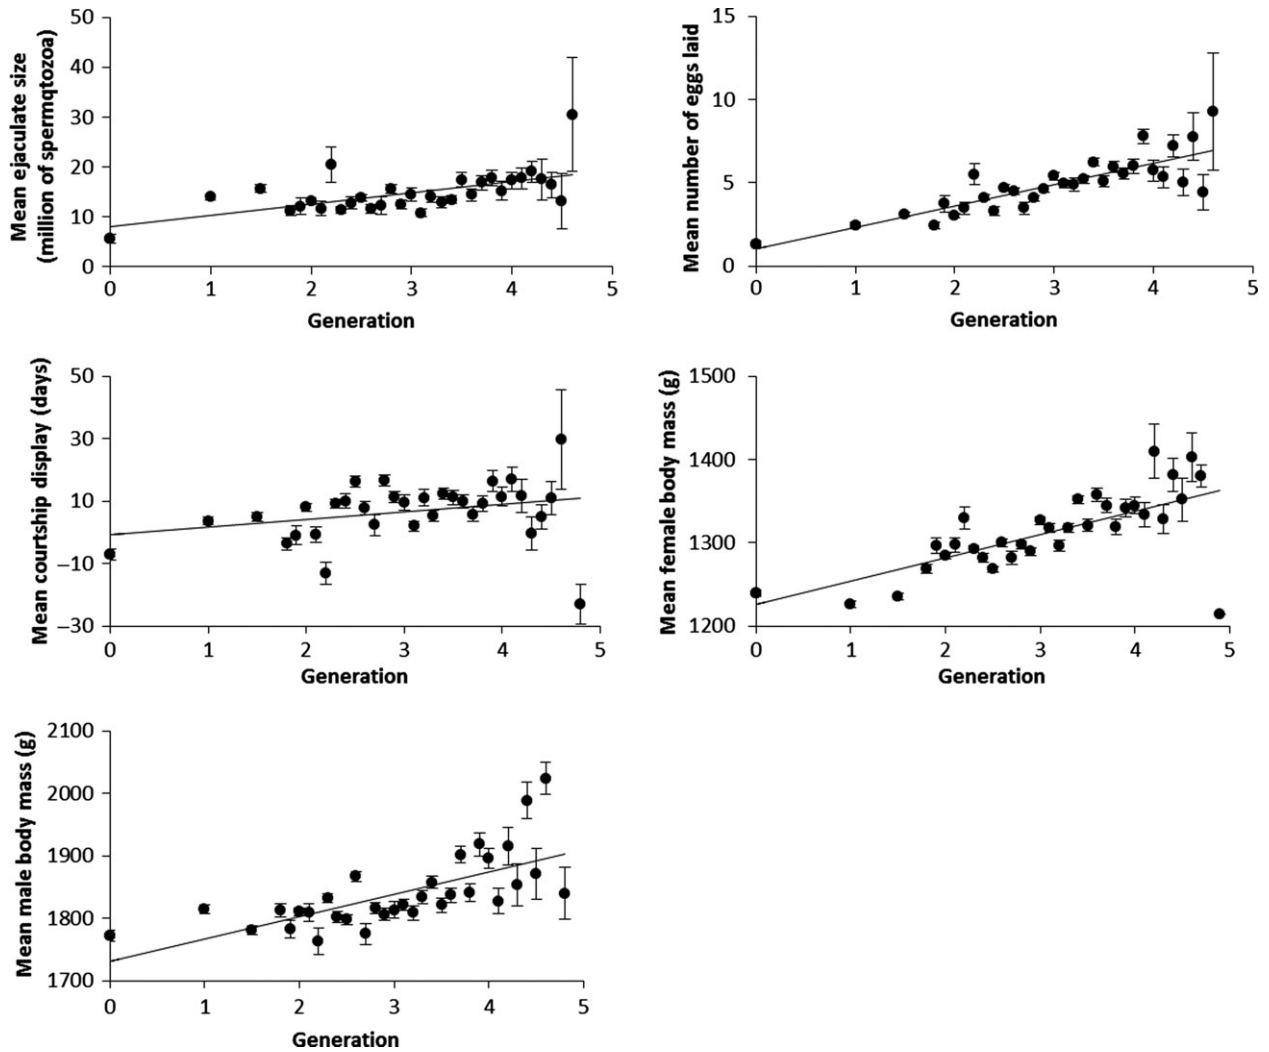 Mean ejaculate size
(million of spermqtozoa)
50
40
30
20
10
0
0 1 2 3 4 5
Generation
Mean number of eggs laid
15
10
5
0
0 1 2 3 4 5
Generation
Mean courtship display (days)
50
30
10
–10
–30
0 1 2 3 4 5
Generation
Mean female body mass (g)
1500
1400
1300
1200
0 1 2 3 4 5
Generation
Mean male body mass (g)
2100
2000
1900
1800
1700
0 1 2 3 4 5
Generation